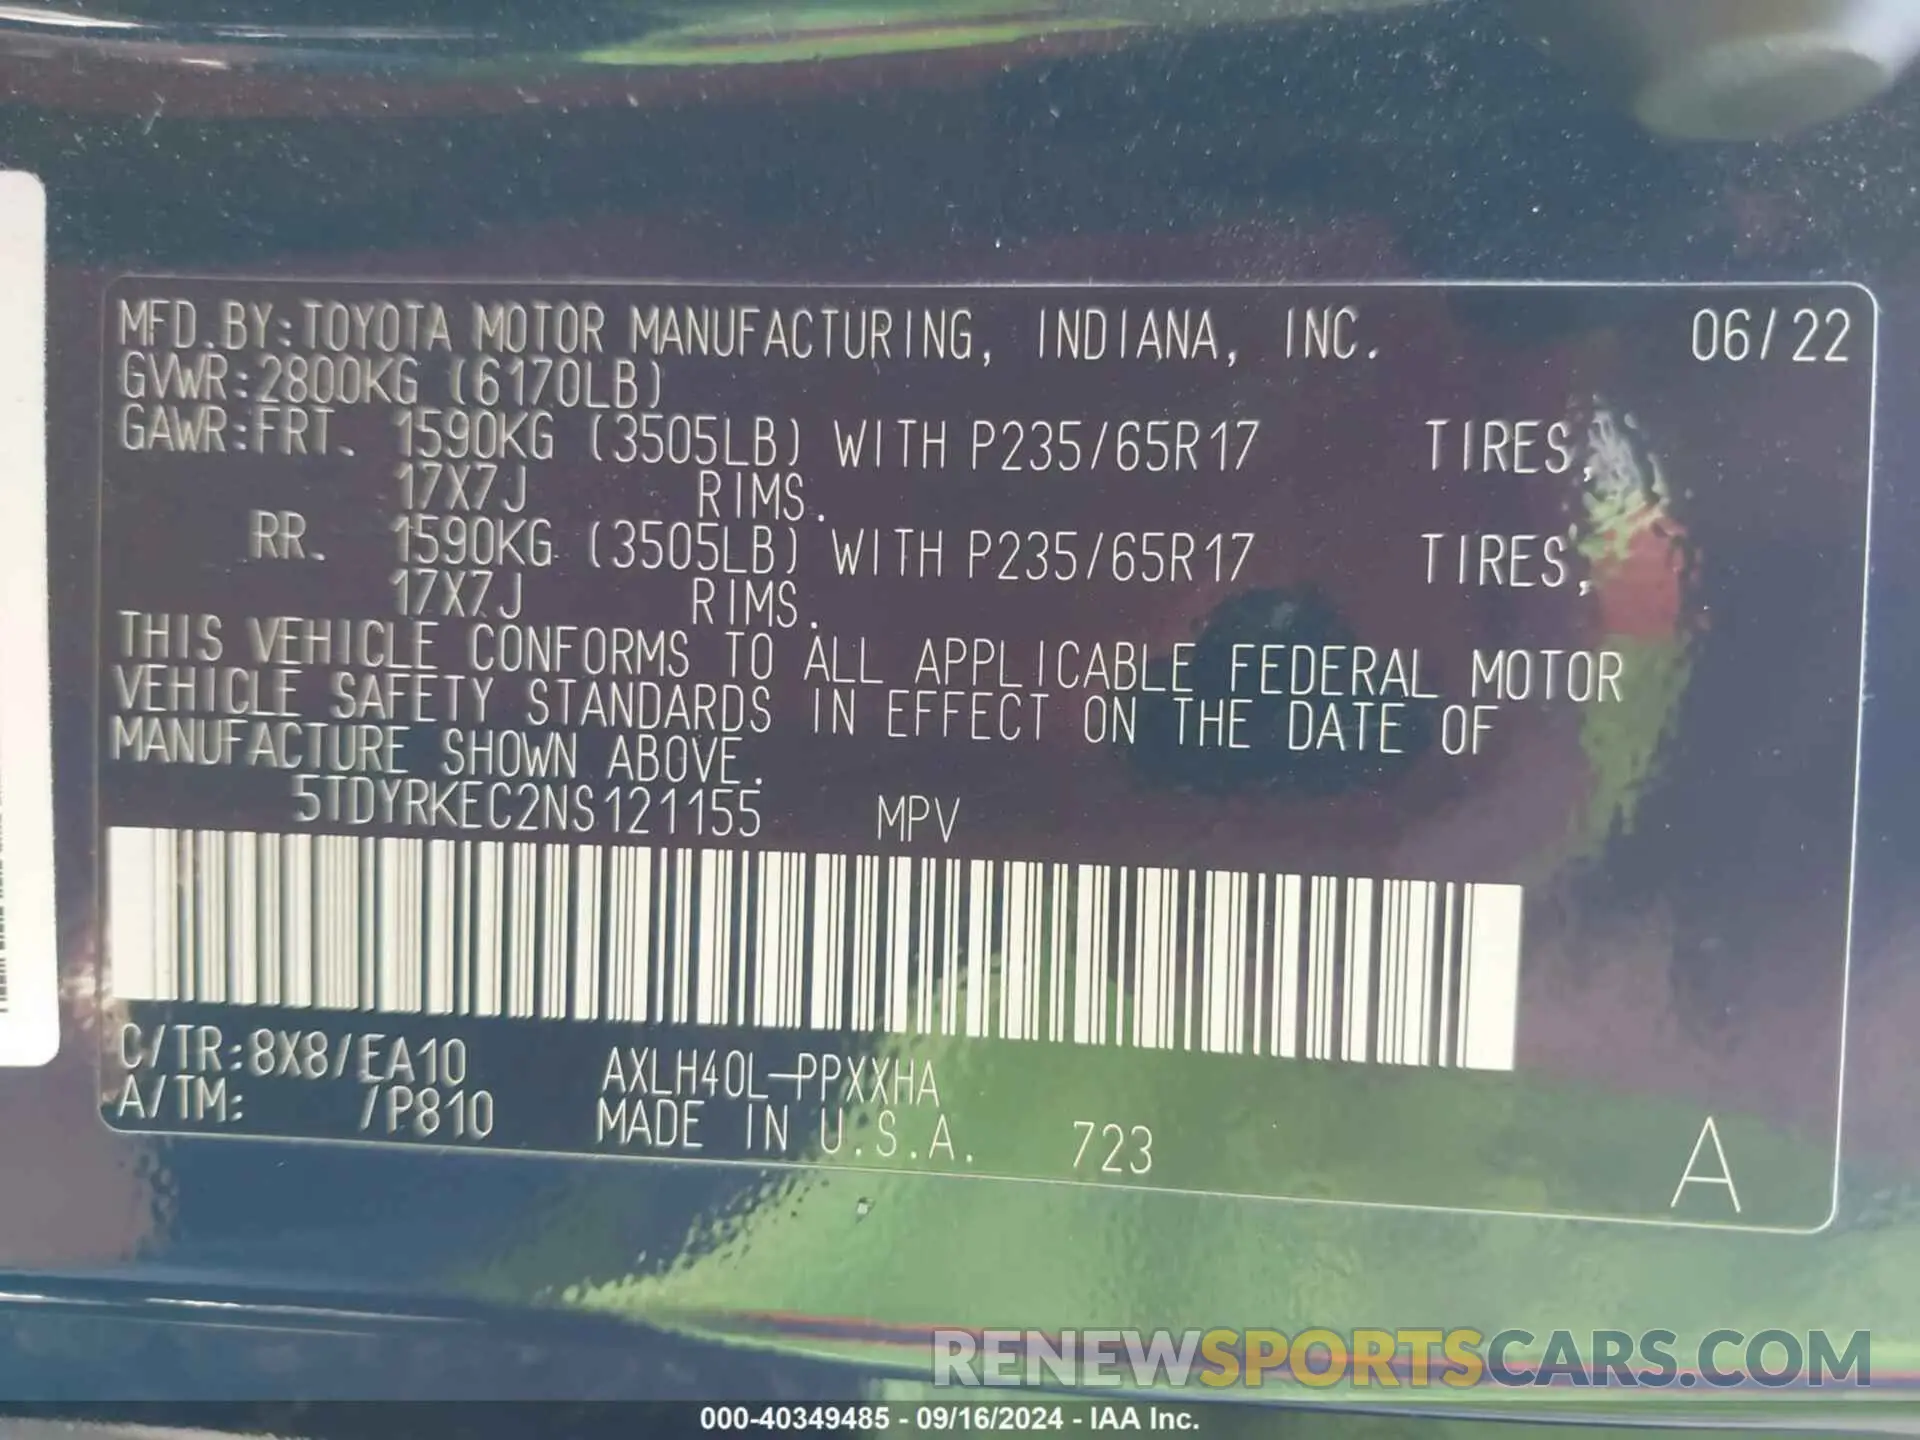 MFD.BY:TOYOTA MOTOR MANUFACTURING, INDIANA, INC. 06/22
GVWR:2800KG (6170LB)
GAWR:FRT. 1590KG (3505LB) WITH P235/65R17 TIRES,
17X7J RIMS.
RR. 1590KG (3505LB) WITH P235/65R17 TIRES,
17X7J RIMS.
THIS VEHICLE CONFORMS TO ALL APPLICABLE FEDERAL MOTOR
VEHICLE SAFETY STANDARDS IN EFFECT ON THE DATE OF
MANUFACTURE SHOWN ABOVE.
5TDYRKEC2NS121155 MPV
C/TR:8X8/EA10 AXLH40L-PPXXHA
A/TM: /P810 MADE IN U.S.A. 723 A
RENEWSPORTSCARS.COM
000-40349485 - 09/16/2024 - IAA Inc.